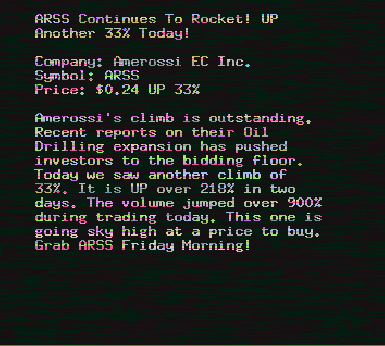 ARSS Continues To Rocket! UP
Another 33% Today!
Company: Amerossi EC Inc.
Symbol: ARSS
Price: $0.24 UP 33%
Amerossi's climb is outstanding.
Recent reports on their Oil
Drilling expansion has pushed
investors to the bidding floor.
Today we saw another climb of
33%. It is UP over 218% in two
days. The volume jumped over 900%
during trading today. This one is
going sky high at a price to buy.
Grab ARSS Friday Morning!